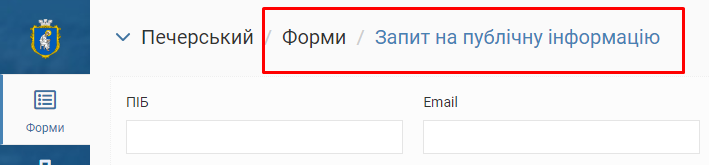 Печерський / Форми / Запит на публічну інформацію
Форми
ПІБ Email